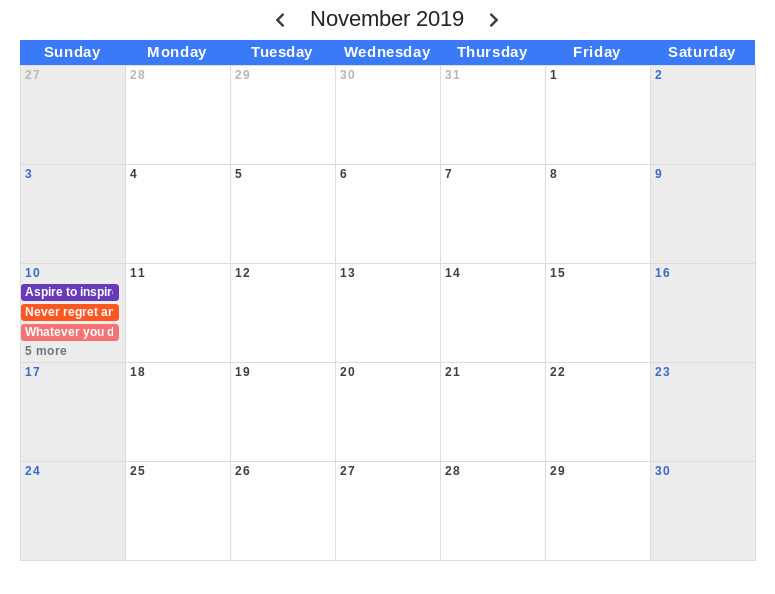 November 2019
Sunday Monday Tuesday Wednesday Thursday Friday Saturday
27 28 29 30 31 1 2
3 4 5 6 7 8 9
10 11 12 13 14 15 16
Aspire to inspir
Never regret an
Whatever you d
5 more
17 18 19 20 21 22 23
24 25 26 27 28 29 30